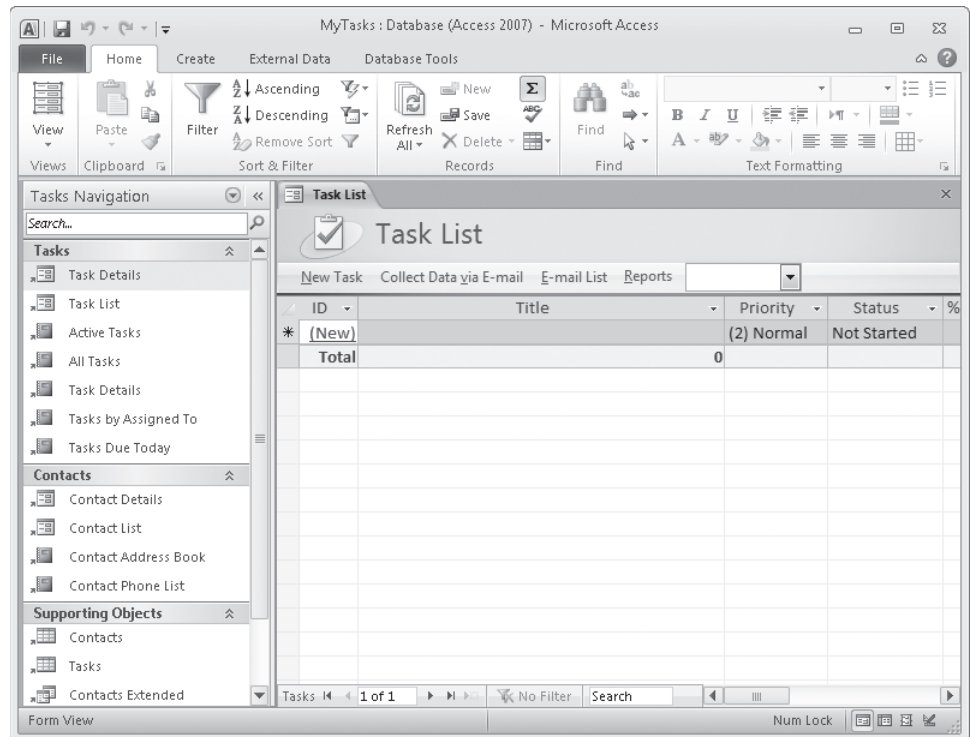 MyTasks : Database (Access 2007) - Microsoft Access
File Home Create External Data Database Tools
View
Views
Paste
Clipboard
Filter
Ascending
Descending
Remove Sort
Sort & Filter
Refresh All
New
Save
Delete
Records
Find
Find
B I U
Text Formatting
Tasks Navigation
Search...
Tasks
Task Details
Task List
Active Tasks
All Tasks
Task Details
Tasks by Assigned To
Tasks Due Today
Contacts
Contact Details
Contact List
Contact Address Book
Contact Phone List
Supporting Objects
Contacts
Tasks
Contacts Extended
Task List
Task List
New Task Collect Data via E-mail E-mail List Reports
ID Title Priority Status %
(New) (2) Normal Not Started
Total 0
Tasks 1 of 1 No Filter Search
Form View Num Lock